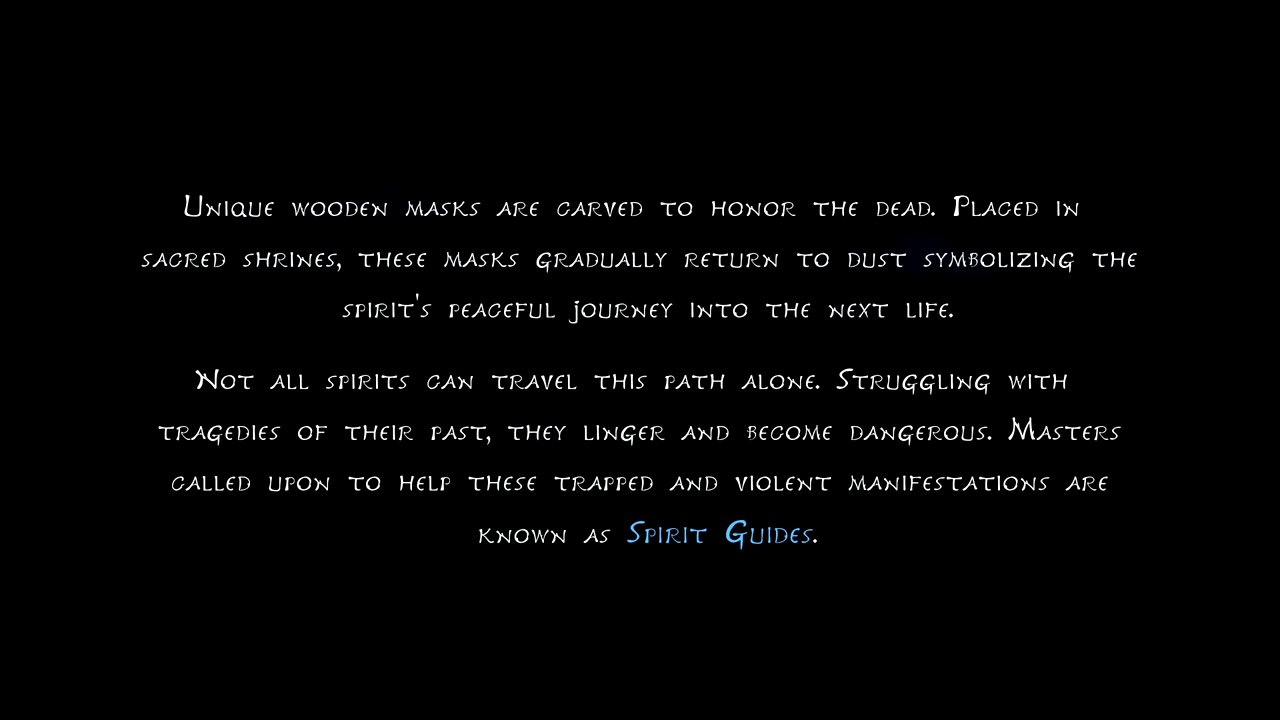 Unique wooden masks are carved to honor the dead. Placed in
sacred shrines, these masks gradually return to dust symbolizing the
spirit's peaceful journey into the next life.
Not all spirits can travel this path alone. Struggling with
tragedies of their past, they linger and become dangerous. Masters
called upon to help these trapped and violent manifestations are
known as Spirit Guides.